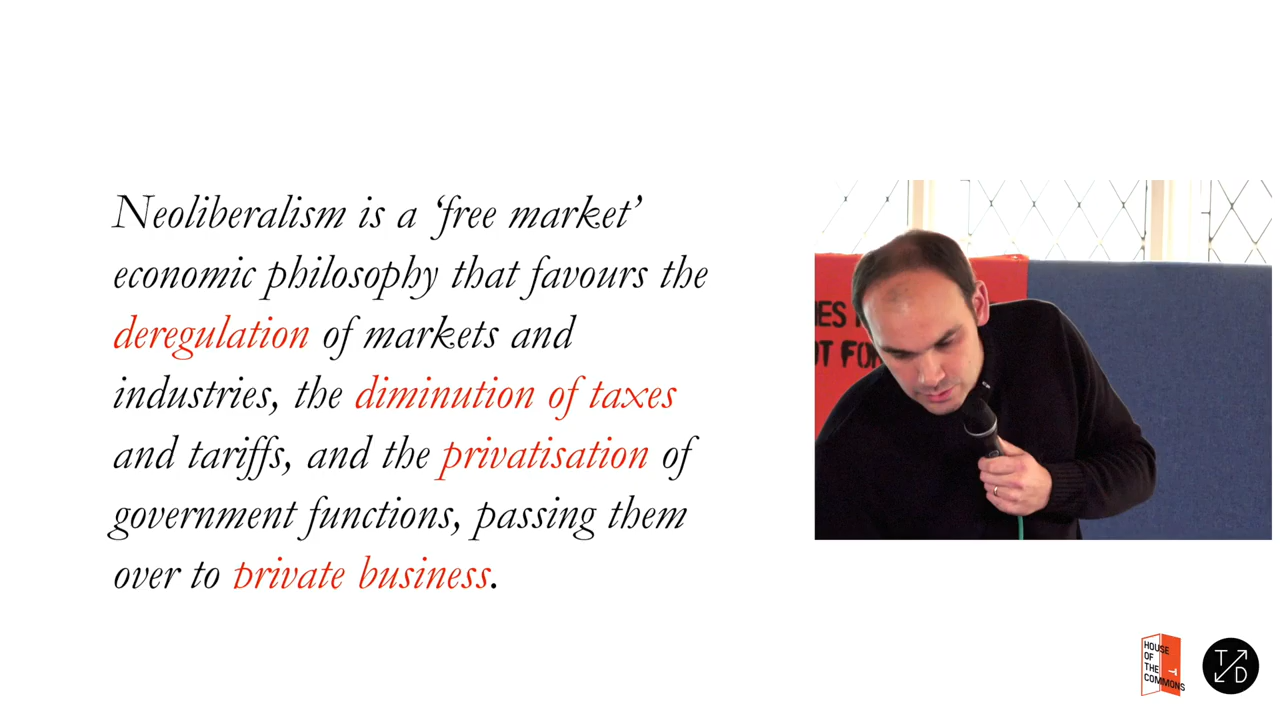 Neoliberalism is a ‘free market’
economic philosophy that favours the
deregulation of markets and
industries, the diminution of taxes
and tariffs, and the privatisation of
government functions, passing them
over to private business.
HOUSE
OF
THE
COMMONS
T
D